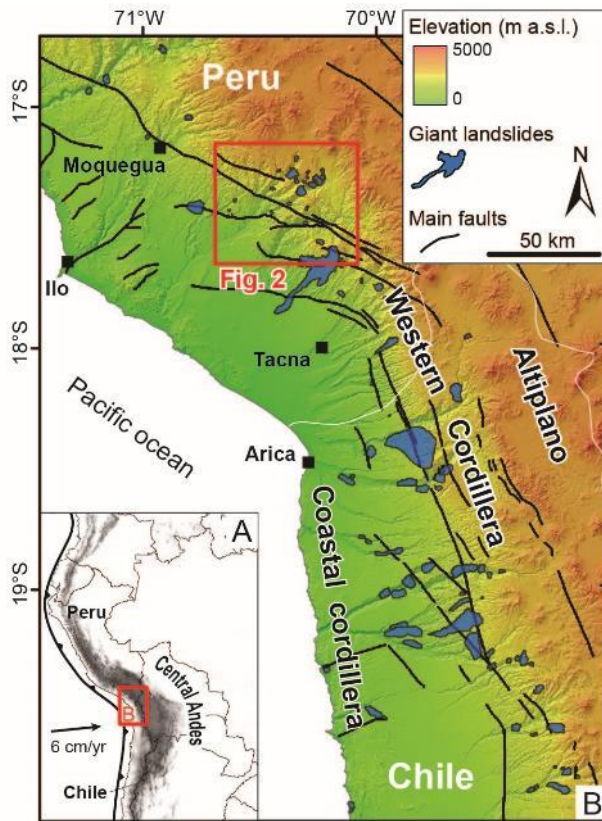 71°W
70°W
Elevation (m a.s.l.)
5000
0
Giant landslides
N
Main faults
50 km
Peru
17°S
Moquegua
Fig. 2
Ilo
18°S
Tacna
Western Cordillera
Altiplano
Pacific ocean
Arica
Coastal cordillera
19°S
Chile
B
A
Peru
Central Andes
B
6 cm/yr
Chile